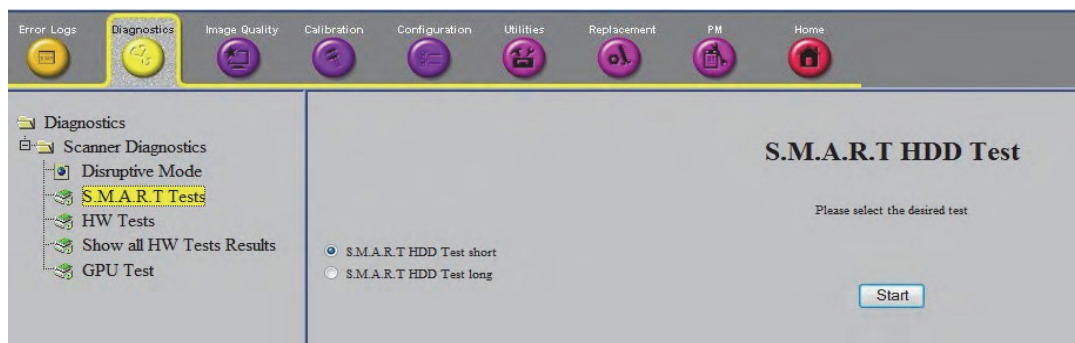 Error Logs Diagnostics Image Quality Calibration Configuration Utilities Replacement PM Home
Diagnostics
Scanner Diagnostics
Disruptive Mode
S.M.A.R.T Tests
HW Tests
Show all HW Tests Results
GPU Test
S.M.A.R.T HDD Test
Please select the desired test
S.M.A.R.T HDD Test short
S.M.A.R.T HDD Test long
Start